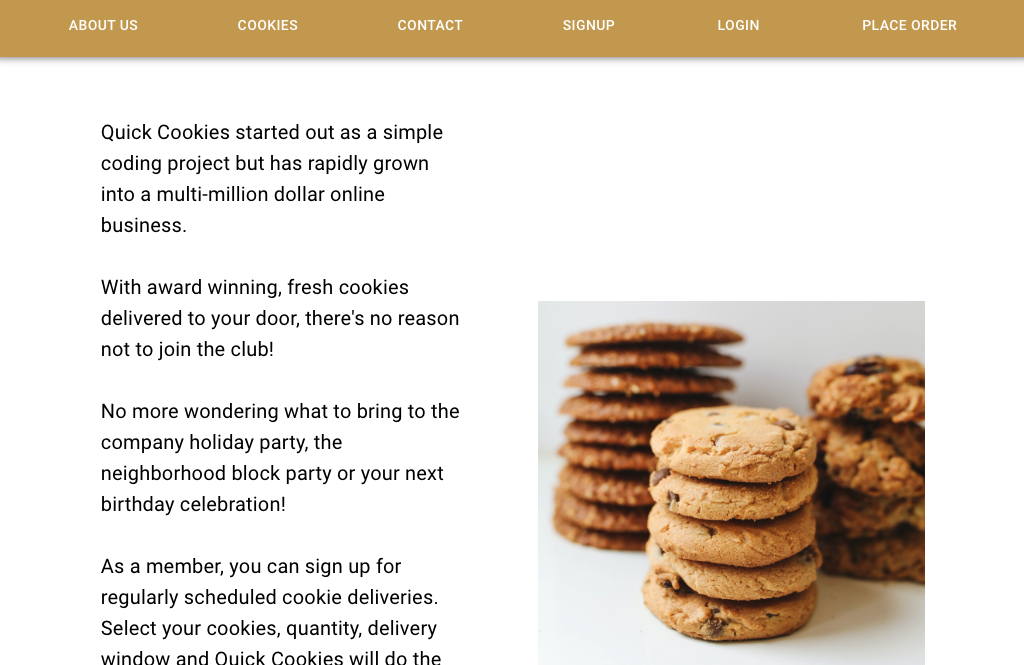 ABOUT US COOKIES CONTACT SIGNUP LOGIN PLACE ORDER
Quick Cookies started out as a simple
coding project but has rapidly grown
into a multi-million dollar online
business.
With award winning, fresh cookies
delivered to your door, there's no reason
not to join the club!
No more wondering what to bring to the
company holiday party, the
neighborhood block party or your next
birthday celebration!
As a member, you can sign up for
regularly scheduled cookie deliveries.
Select your cookies, quantity, delivery
window and Quick Cookies will do the